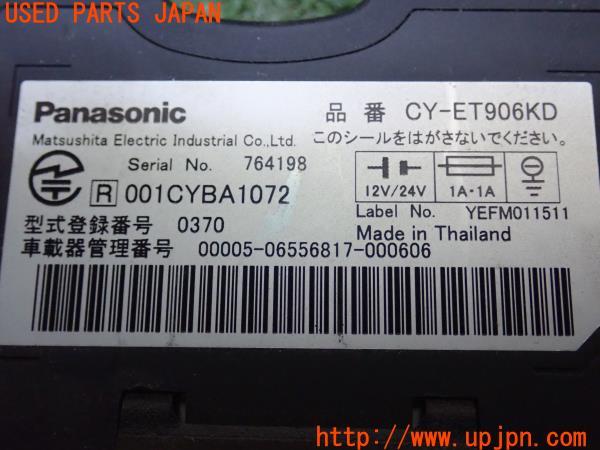 USED PARTS JAPAN
Panasonic 品番 CY-ET906KD
Matsushita Electric Industrial Co.,Ltd. このシールをはがさないでください。
Serial No. 764198
R 001CYBA1072 12V/24V 1A・1A
型式登録番号 0370 Label No. YEFM011511
車載器管理番号 00005-06556817-000606 Made in Thailand
UPJ www.upjpn.com